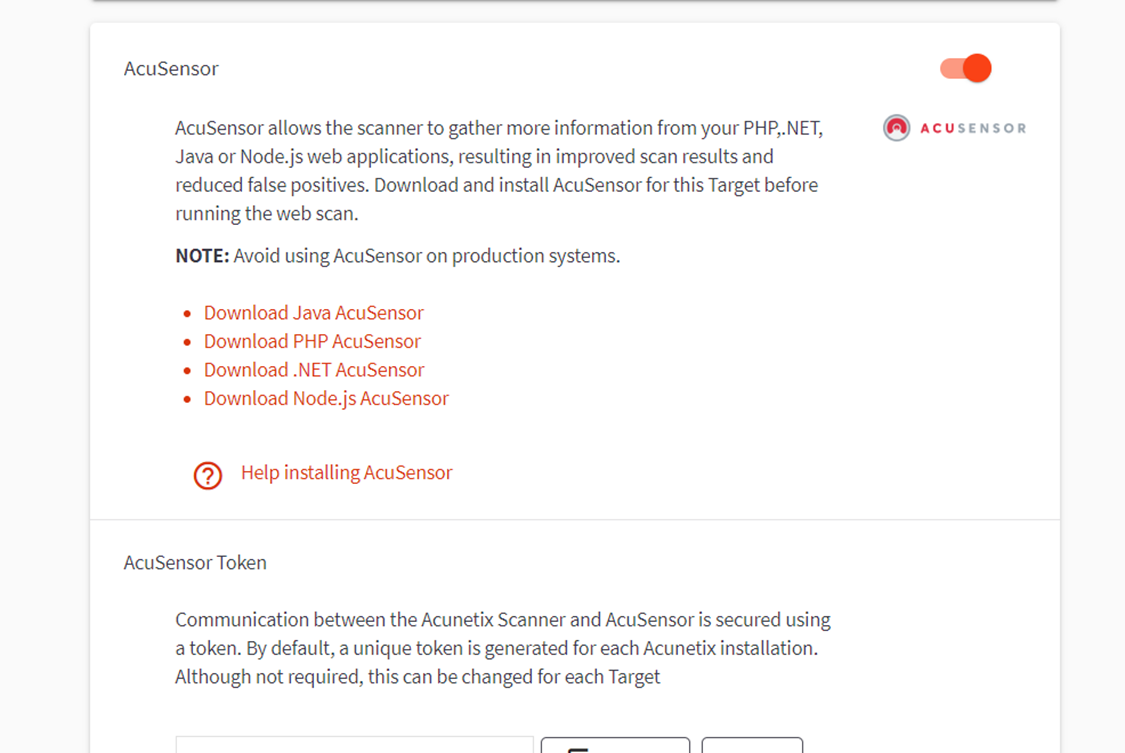 AcuSensor
AcuSensor allows the scanner to gather more information from your PHP,.NET,
Java or Node.js web applications, resulting in improved scan results and
reduced false positives. Download and install AcuSensor for this Target before
running the web scan.
ACUSENSOR
NOTE: Avoid using AcuSensor on production systems.
Download Java AcuSensor
Download PHP AcuSensor
Download .NET AcuSensor
Download Node.js AcuSensor
Help installing AcuSensor
AcuSensor Token
Communication between the Acunetix Scanner and AcuSensor is secured using
a token. By default, a unique token is generated for each Acunetix installation.
Although not required, this can be changed for each Target